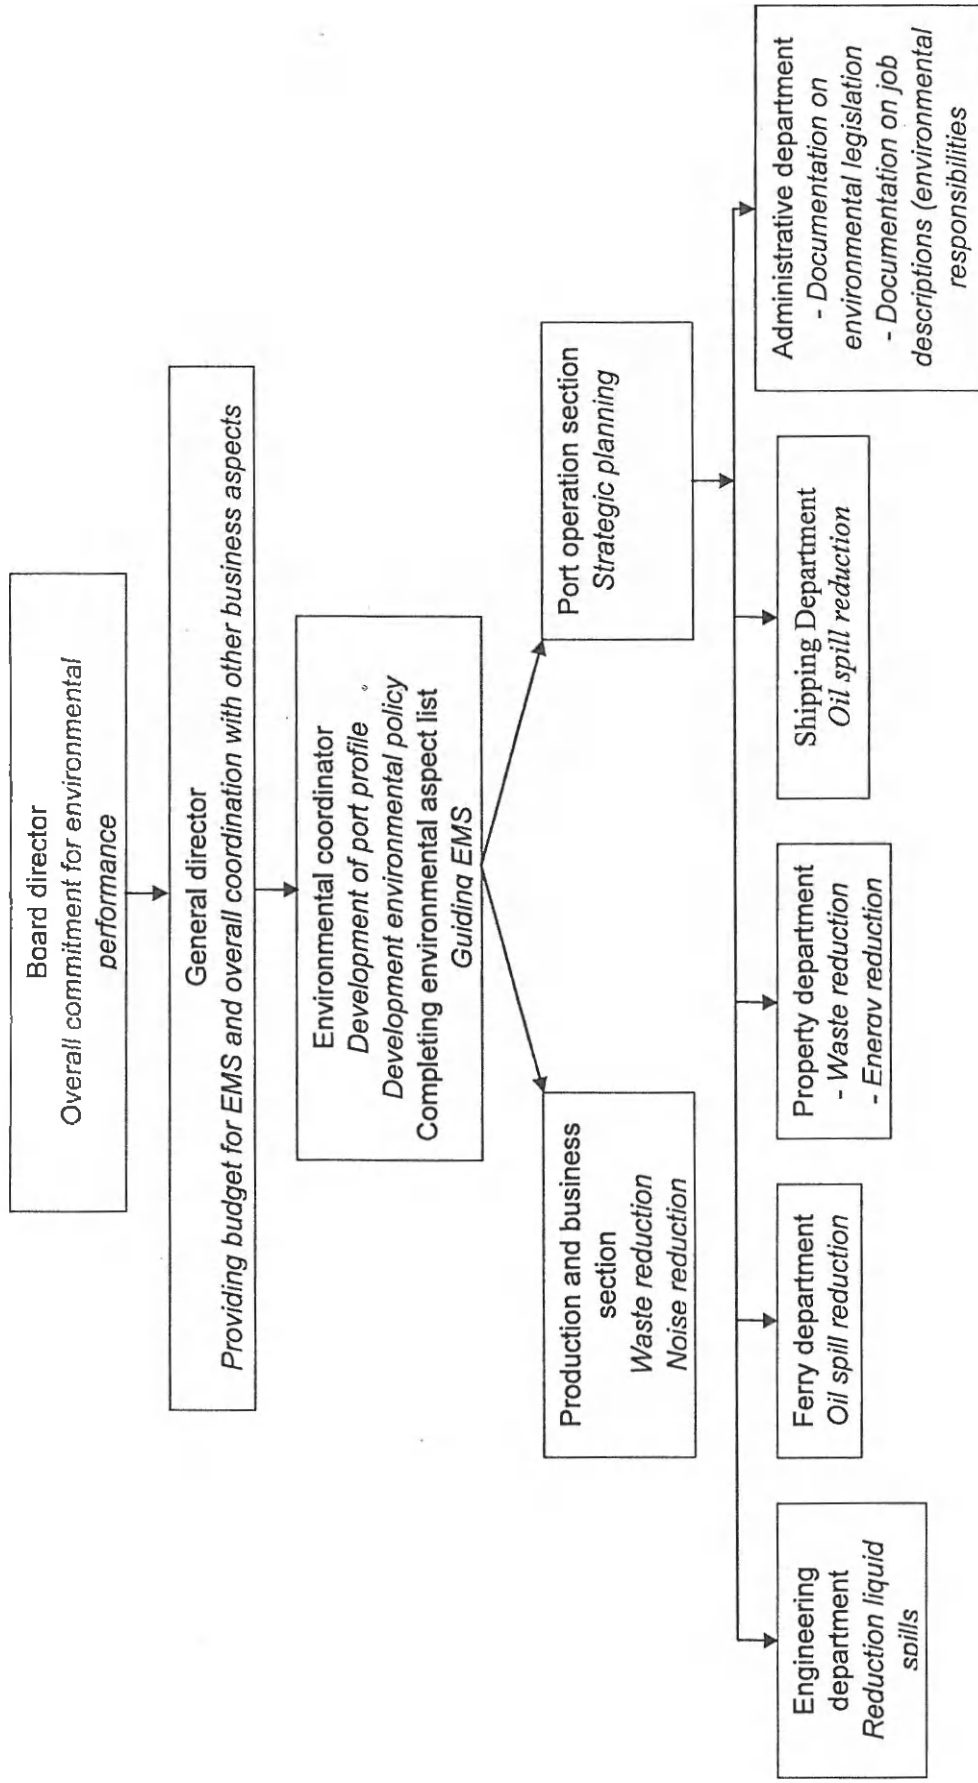 Board director
Overall commitment for environmental
performance
General director
Providing budget for EMS and overall coordination with other business aspects
Environmental coordinator
Development of port profile
Development environmental policy
Completing environmental aspect list
Guiding EMS
Production and business
section
Waste reduction
Noise reduction
Port operation section
Strategic planning
Engineering
department
Reduction liquid
spills
Ferry department
Oil spill reduction
Property department
- Waste reduction
- Energy reduction
Shipping Department
Oil spill reduction
Administrative department
- Documentation on
environmental legislation
- Documentation on job
descriptions (environmental
responsibilities